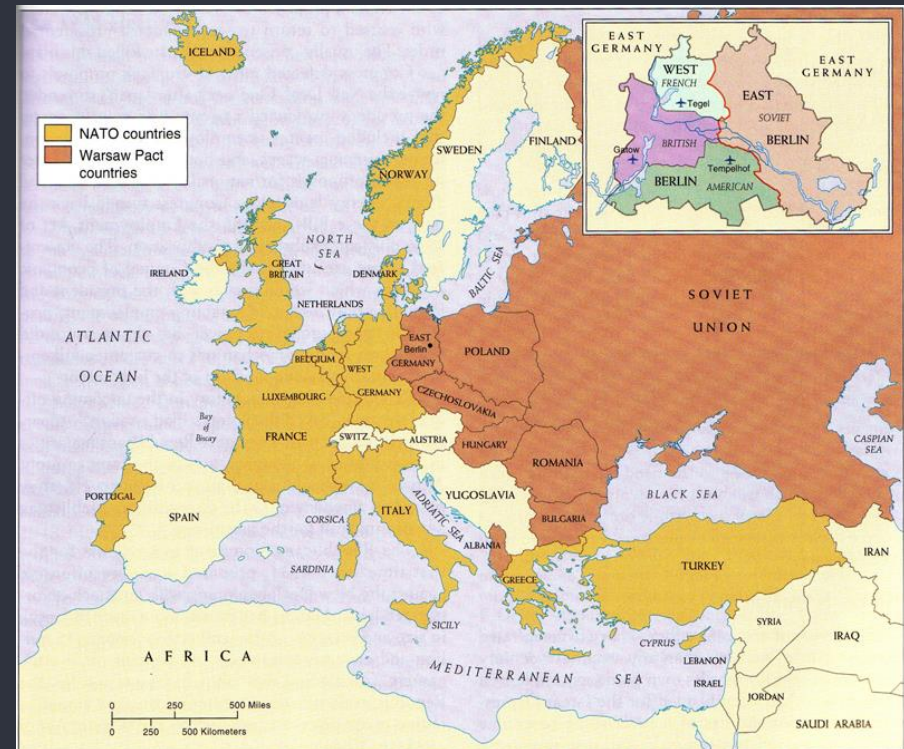 ICELAND
NATO countries
Warsaw Pact
countries
EAST
GERMANY
EAST
GERMANY
WEST
FRENCH
Tegel
EAST
SOVIET
BERLIN
Gatow
BRITISH
Tempelhof
BERLIN
AMERICAN
SWEDEN
FINLAND
NORWAY
NORTH
SEA
BALTIC SEA
IRELAND
GREAT
BRITAIN
DENMARK
NETHERLANDS
SOVIET
UNION
ATLANTIC
OCEAN
EAST
Berlin
GERMANY
POLAND
BELGIUM
WEST
GERMANY
LUXEMBOURG
CZECHOSLOVAKIA
Bay
of
Biscay
FRANCE
SWITZ.
AUSTRIA
HUNGARY
ROMANIA
CASPIAN
SEA
YUGOSLAVIA
BLACK SEA
PORTUGAL
SPAIN
CORSICA
ITALY
ADRIATIC SEA
BULGARIA
ALBANIA
SARDINIA
GREECE
TURKEY
IRAN
SICILY
CYPRUS
SYRIA
IRAQ
LEBANON
ISRAEL
AFRICA
MEDITERRANEAN SEA
JORDAN
SAUDI ARABIA
0 250 500 Miles
0 250 500 Kilometers